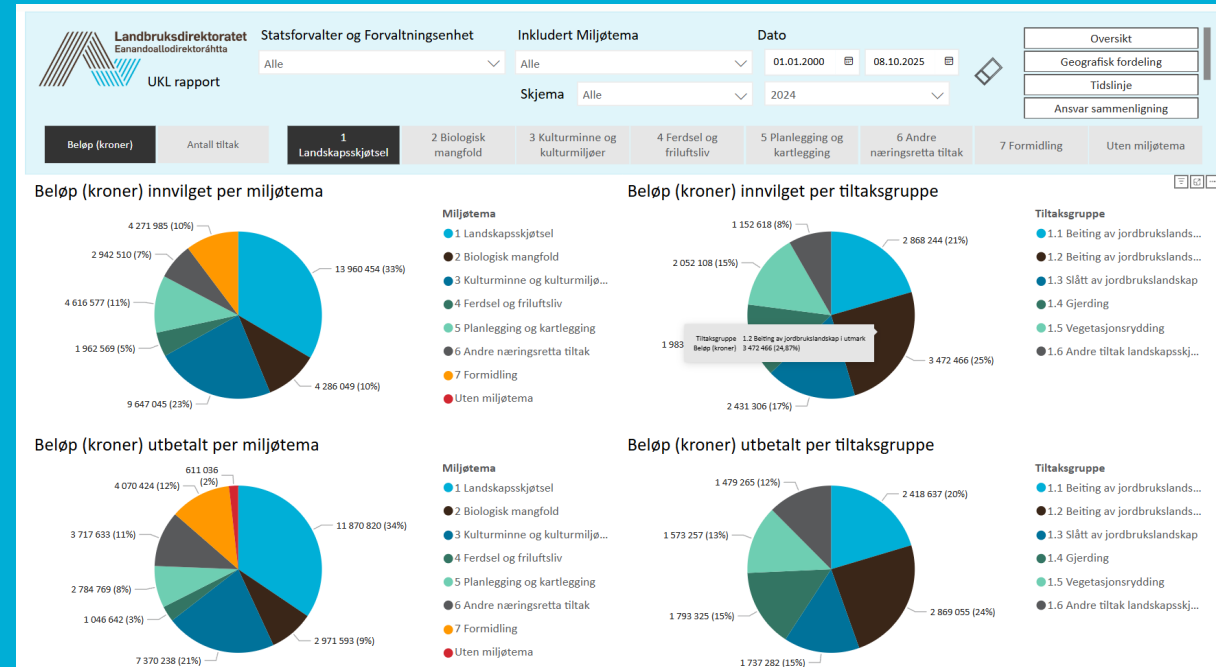 Landbruksdirektoratet
Eanandoallodirektoráhtta
UKL rapport
Statsforvalter og Forvaltningsenhet
Alle
Inkludert Miljøtema
Alle
Skjema Alle
Dato
01.01.2000 08.10.2025
2024
Oversikt
Geografisk fordeling
Tidslinje
Ansvar sammenligning
Beløp (kroner)
Antall tiltak
1
Landskapsskjøtsel
2 Biologisk
mangfold
3 Kulturminne og
kulturmiljøer
4 Ferdsel og
friluftsliv
5 Planlegging og
kartlegging
6 Andre
næringsretta tiltak
7 Formidling
Uten miljøtema
Beløp (kroner) innvilget per miljøtema
4 271 985 (10%)
2 942 510 (7%)
13 960 454 (33%)
4 616 577 (11%)
1 962 569 (5%)
4 286 049 (10%)
9 647 045 (23%)
Miljøtema
1 Landskapsskjøtsel
2 Biologisk mangfold
3 Kulturminne og kulturmiljø...
4 Ferdsel og friluftsliv
5 Planlegging og kartlegging
6 Andre næringsretta tiltak
7 Formidling
Uten miljøtema
Beløp (kroner) innvilget per tiltaksgruppe
1 152 618 (8%)
2 868 244 (21%)
2 052 108 (15%)
1 983
Tiltaksgruppe 1.2 Beiting av jordbrukslandskap i utmark
Beløp (kroner) 3 472 466 (24,87%)
3 472 466 (25%)
2 431 306 (17%)
Tiltaksgruppe
1.1 Beiting av jordbrukslands...
1.2 Beiting av jordbrukslands...
1.3 Slått av jordbrukslandskap
1.4 Gjerding
1.5 Vegetasjonsrydding
1.6 Andre tiltak landskapsskj...
Beløp (kroner) utbetalt per miljøtema
611 036
(2%)
4 070 424 (12%)
3 717 633 (11%)
11 870 820 (34%)
2 784 769 (8%)
1 046 642 (3%)
2 971 593 (9%)
7 370 238 (21%)
Miljøtema
1 Landskapsskjøtsel
2 Biologisk mangfold
3 Kulturminne og kulturmiljø...
4 Ferdsel og friluftsliv
5 Planlegging og kartlegging
6 Andre næringsretta tiltak
7 Formidling
Uten miljøtema
Beløp (kroner) utbetalt per tiltaksgruppe
1 479 265 (12%)
2 418 637 (20%)
1 573 257 (13%)
1 793 325 (15%)
2 869 055 (24%)
1 737 282 (15%)
Tiltaksgruppe
1.1 Beiting av jordbrukslands...
1.2 Beiting av jordbrukslands...
1.3 Slått av jordbrukslandskap
1.4 Gjerding
1.5 Vegetasjonsrydding
1.6 Andre tiltak landskapsskj...